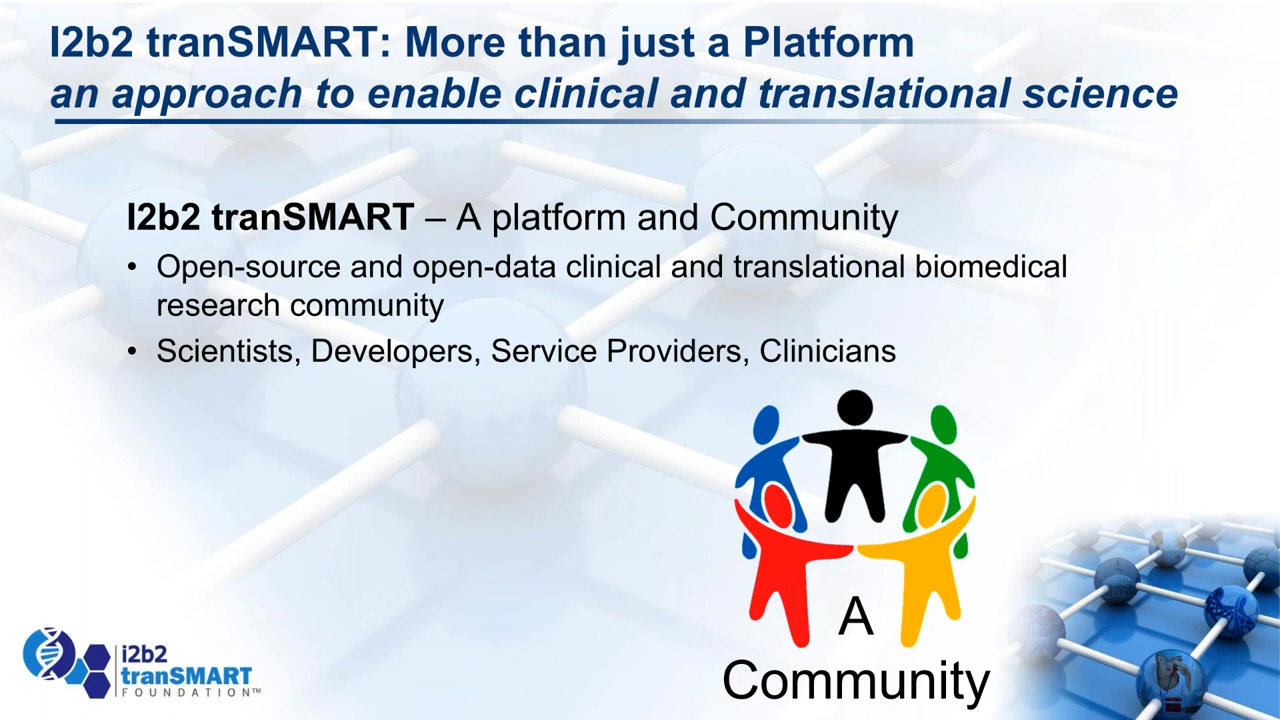 I2b2 tranSMART: More than just a Platform
an approach to enable clinical and translational science
I2b2 tranSMART – A platform and Community
• Open-source and open-data clinical and translational biomedical
research community
• Scientists, Developers, Service Providers, Clinicians
A
Community
i2b2
tranSMART
FOUNDATION™